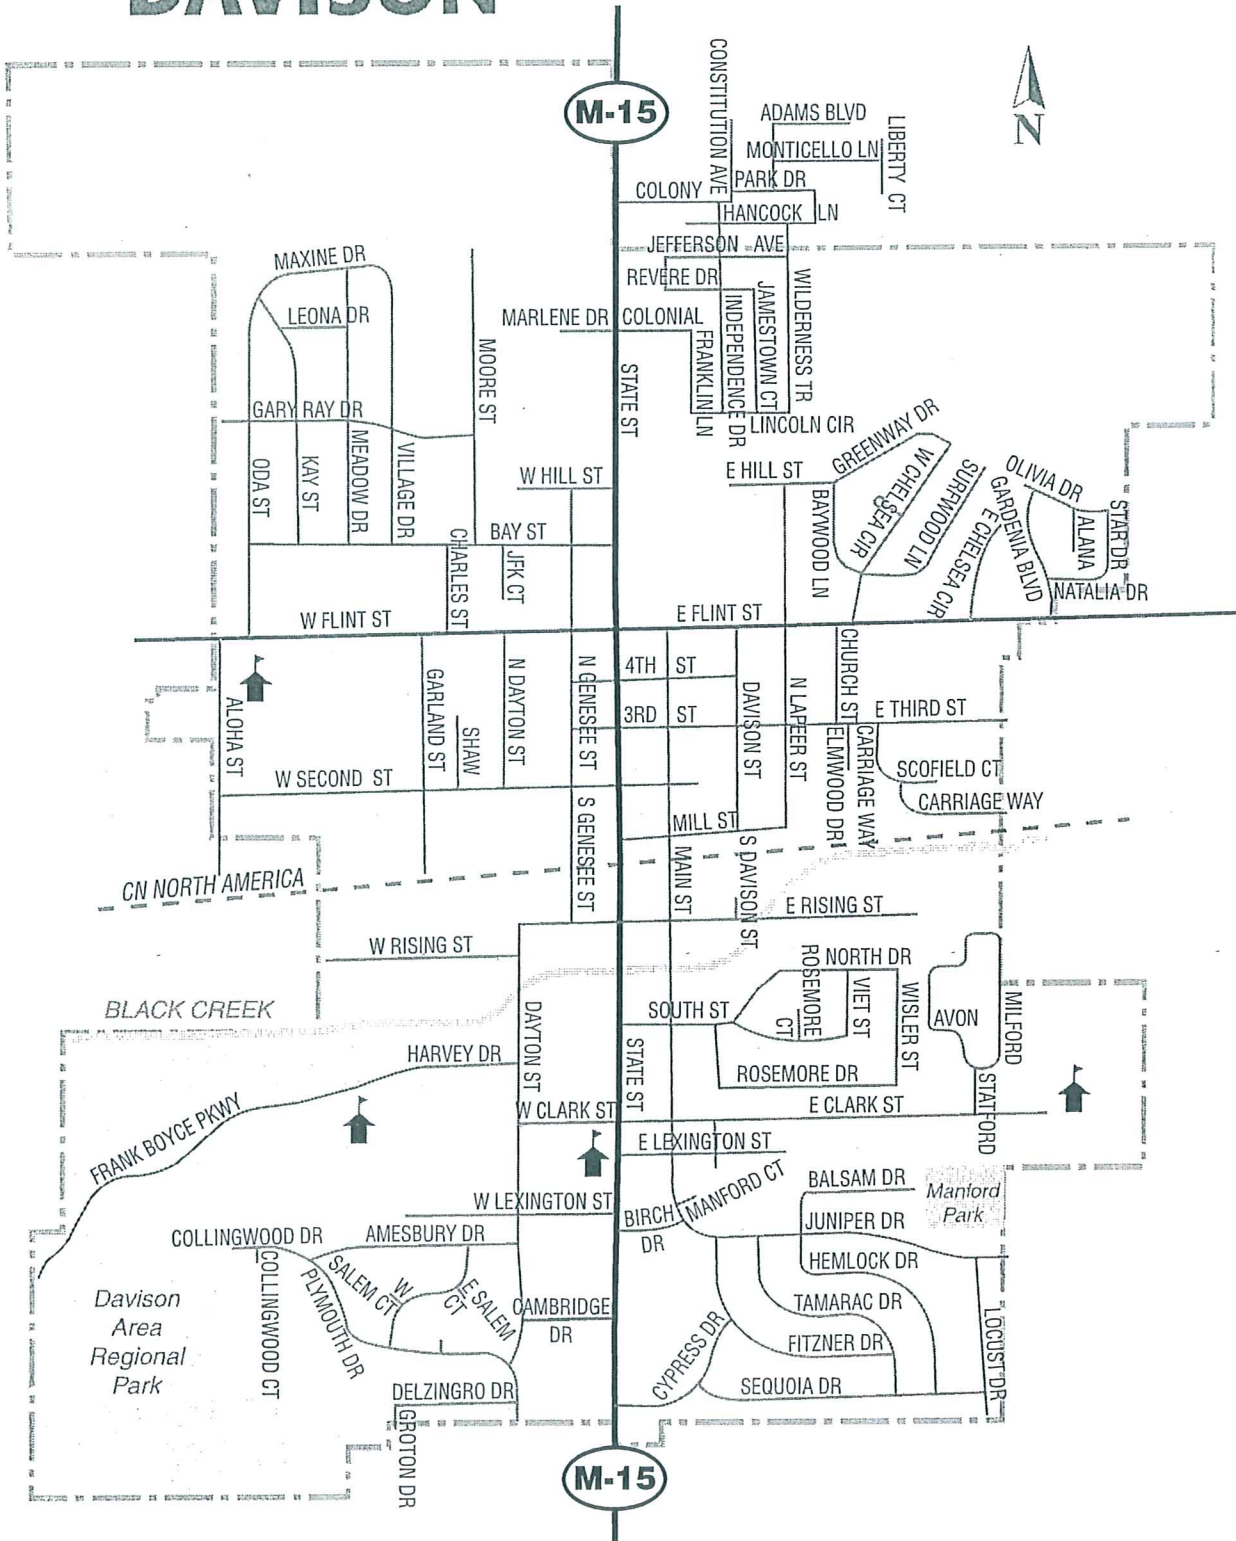 DAVISON
M-15
N
CONSTITUTION AVE
ADAMS BLVD
MONTICELLO LN
LIBERTY CT
PARK DR
COLONY
HANCOCK LN
JEFFERSON AVE
REVERE DR
MAXINE DR
LEONA DR
MARLENE DR
COLONIAL
FRANKLIN LN
INDEPENDENCE DR
JAMESTOWN CT
WILDERNESS TR
MOORE ST
STATE ST
LINCOLN CIR
GARY RAY DR
ODA ST
KAY ST
MEADOW DR
VILLAGE DR
W HILL ST
E HILL ST
GREENWAY DR
BAYWOOD LN
W CHELSEA CIR
SURFWOOD LN
E CHELSEA CIR
GARDENIA BLVD
OLIVIA DR
ALANA
STAR DR
NATALIA DR
CHARLES ST
BAY ST
JFK CT
W FLINT ST
E FLINT ST
ALOHA ST
GARLAND ST
SHAW
N DAYTON ST
N GENESEE ST
4TH ST
3RD ST
DAVISON ST
N LAPEER ST
CHURCH ST
E THIRD ST
ELMWOOD DR
CARRIAGE WAY
SCOFIELD CT
CARRIAGE WAY
W SECOND ST
S GENESEE ST
MILL ST
MAIN ST
S DAVISON ST
CN NORTH AMERICA
E RISING ST
W RISING ST
BLACK CREEK
DAYTON ST
NORTH DR
ROSEMORE CT
VIET ST
WISLER ST
SOUTH ST
AVON
MILFORD
STATFORD
HARVEY DR
STATE ST
ROSEMORE DR
FRANK BOYCE PKWY
W CLARK ST
E CLARK ST
E LEXINGTON ST
W LEXINGTON ST
BIRCH DR
MANFORD CT
BALSAM DR
Manford
Park
JUNIPER DR
HEMLOCK DR
COLLINGWOOD DR
AMESBURY DR
COLLINGWOOD CT
PLYMOUTH DR
W SALEM CT
E SALEM CT
CAMBRIDGE DR
TAMARAC DR
FITZNER DR
CYPRESS DR
SEQUOIA DR
LOCUST DR
Davison
Area
Regional
Park
DELZINGRO DR
GROTON DR
M-15